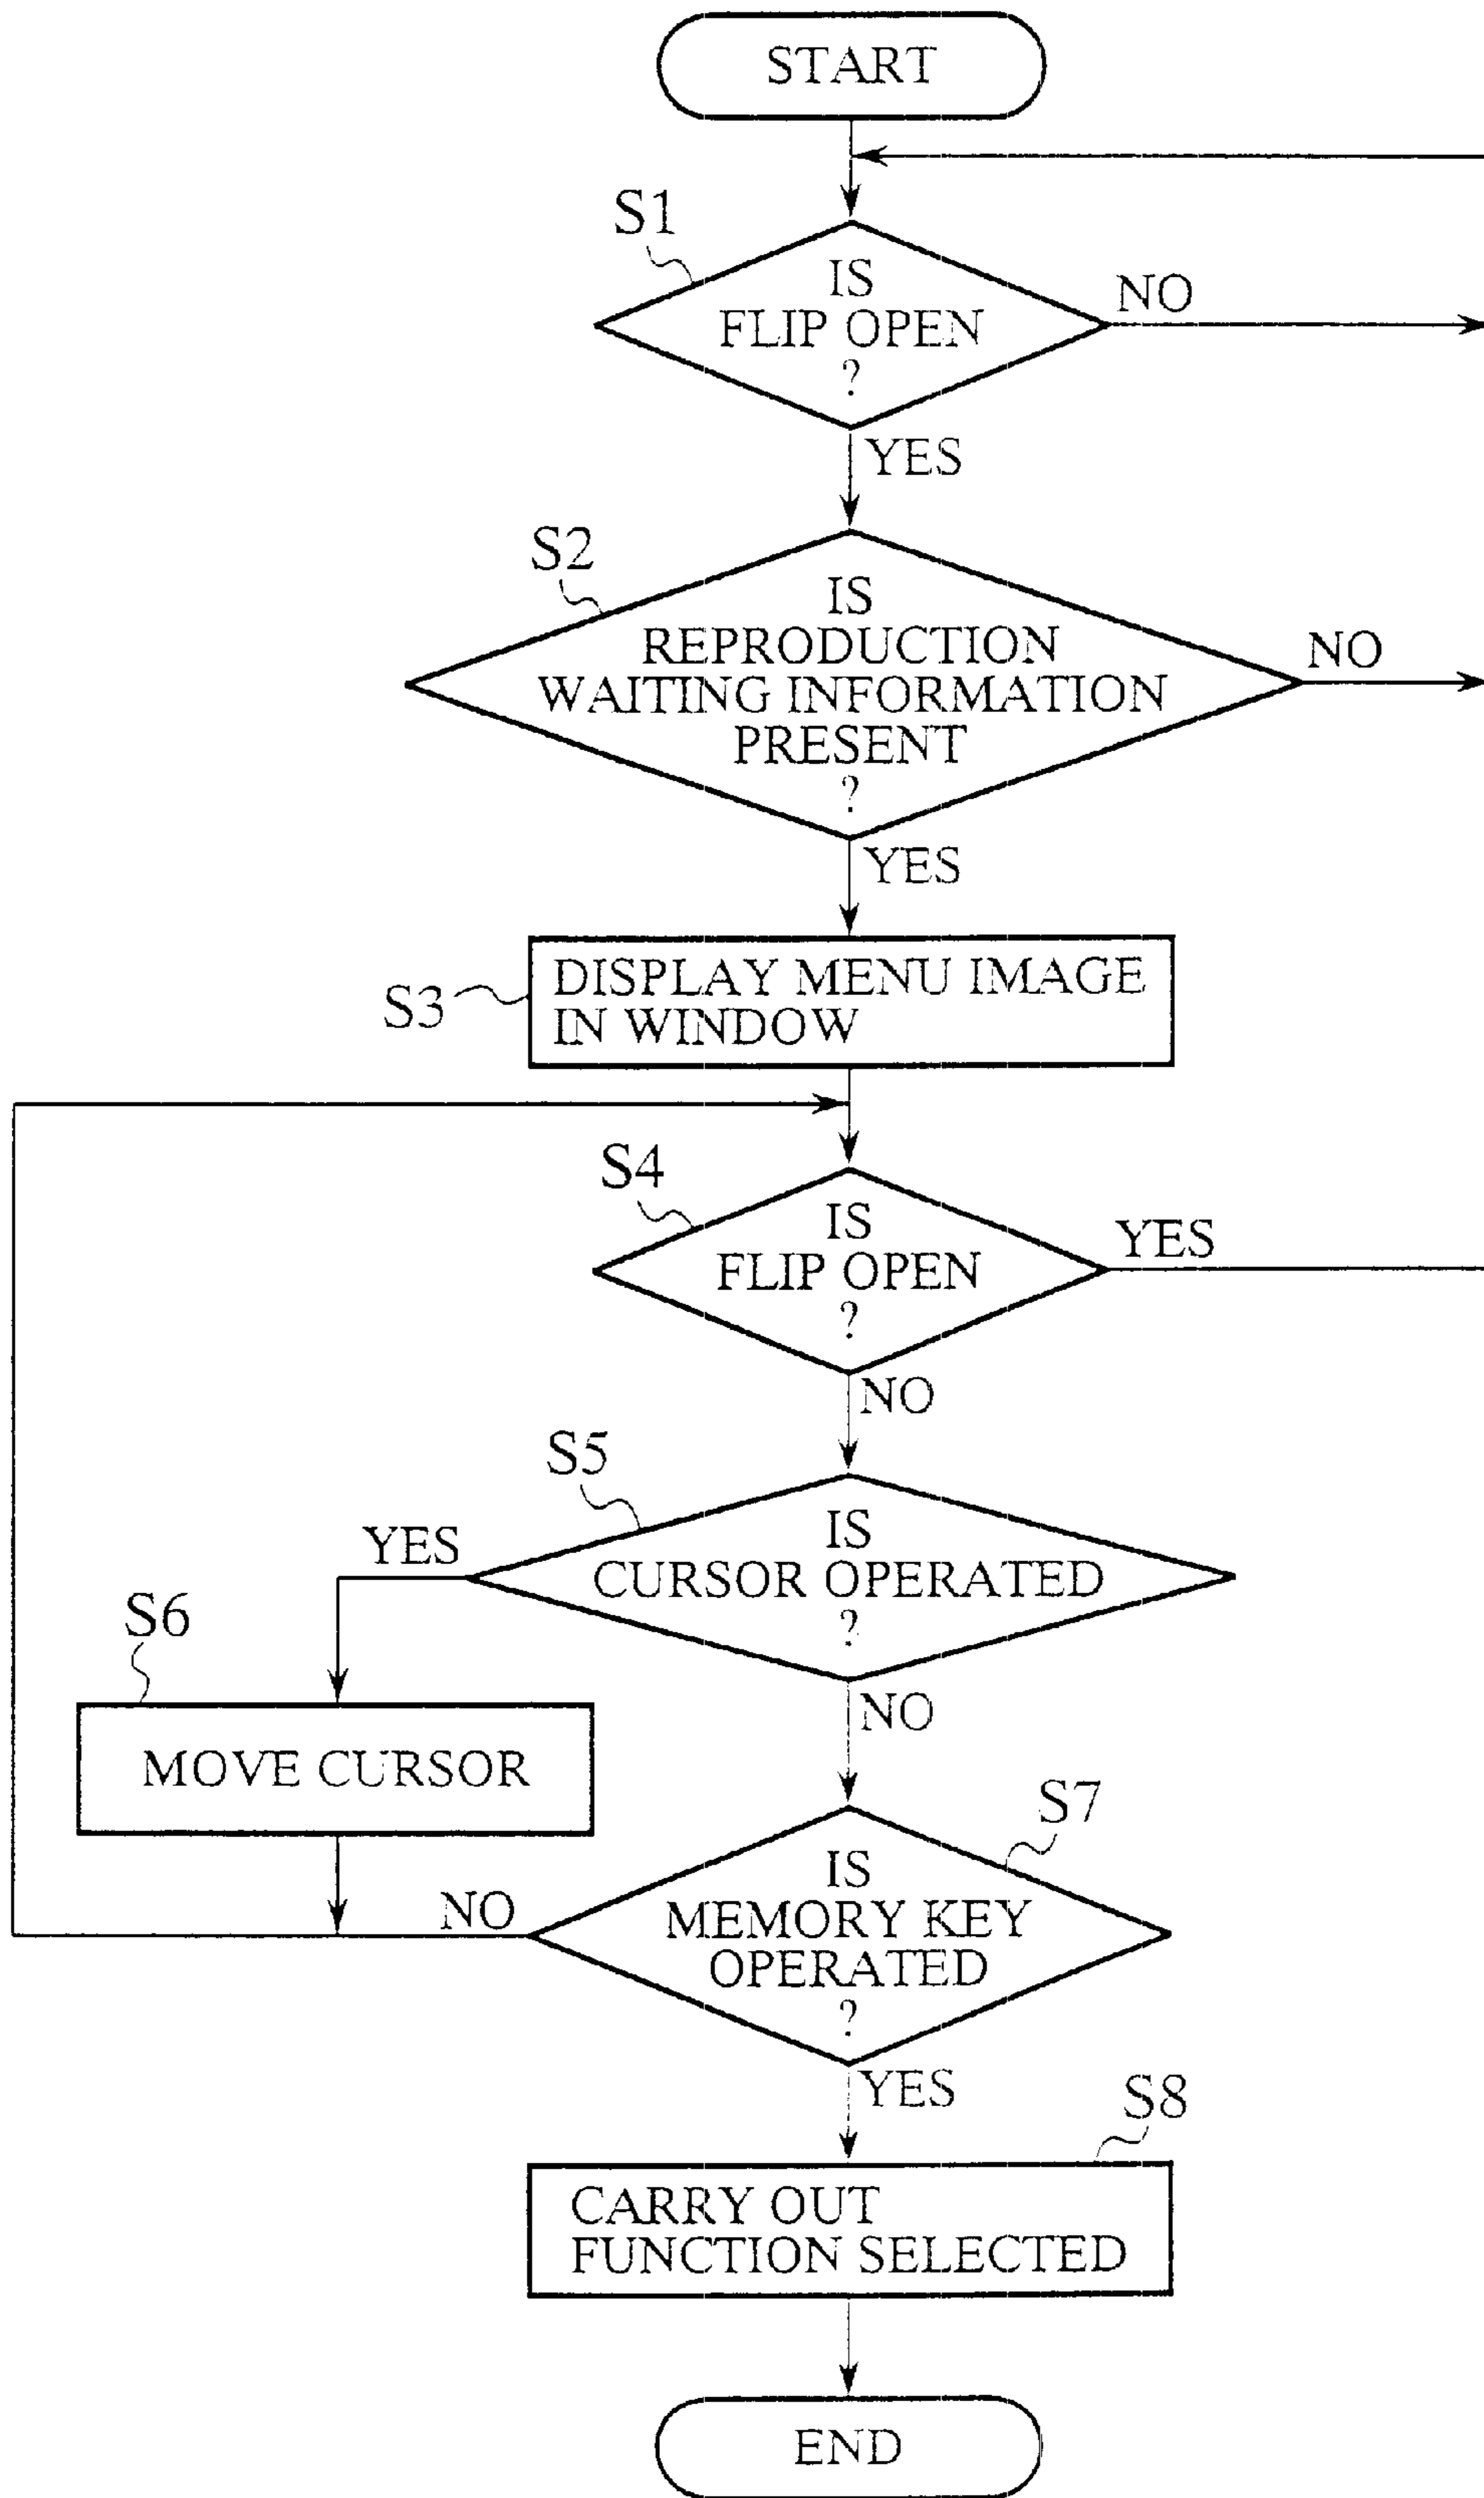 START
S1
IS
FLIP OPEN
?
NO
YES
S2
IS
REPRODUCTION
WAITING INFORMATION
PRESENT
?
NO
YES
S3
DISPLAY MENU IMAGE
IN WINDOW
S4
IS
FLIP OPEN
?
YES
NO
S5
IS
CURSOR OPERATED
?
YES
NO
S6
MOVE CURSOR
S7
IS
MEMORY KEY
OPERATED
?
NO
YES
S8
CARRY OUT
FUNCTION SELECTED
END